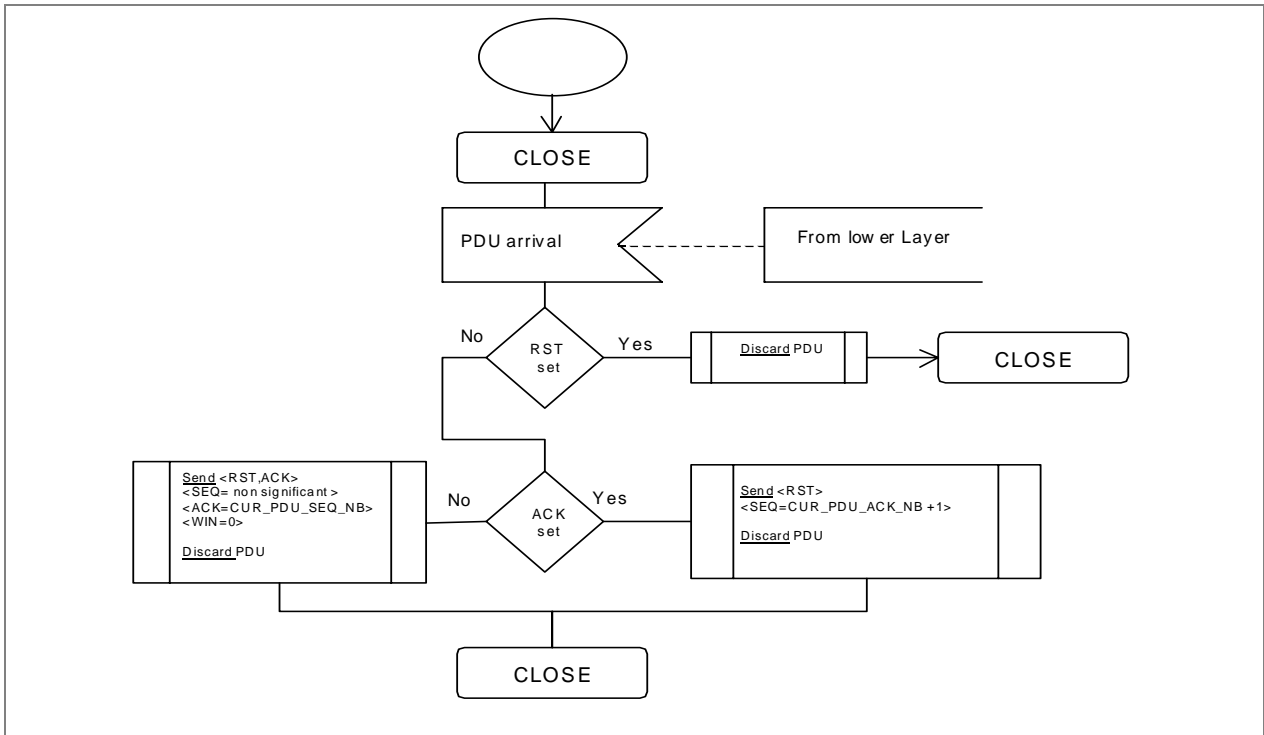 CLOSE
PDU arrival
From lower Layer
No
Yes
RST
set
Discard PDU
CLOSE
Send <RST,ACK>
<SEQ= non significant>
<ACK=CUR_PDU_SEQ_NB>
<WIN=0>
Discard PDU
No
Yes
ACK
set
Send <RST>
<SEQ=CUR_PDU_ACK_NB +1>
Discard PDU
CLOSE